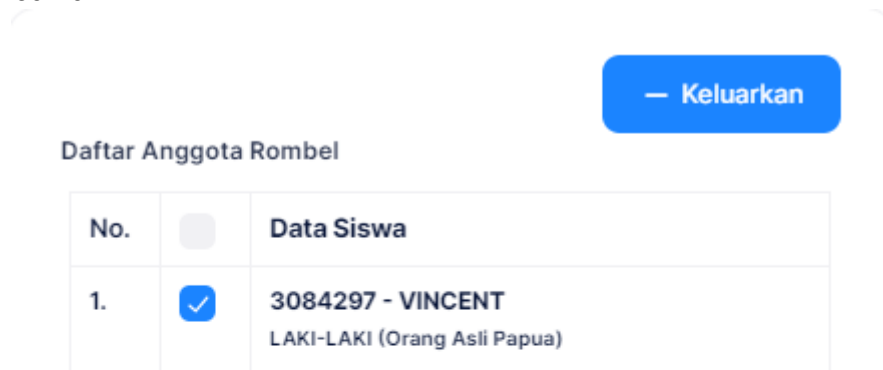 — Keluarkan
Daftar Anggota Rombel
No. Data Siswa
1. 3084297 - VINCENT
LAKI-LAKI (Orang Asli Papua)